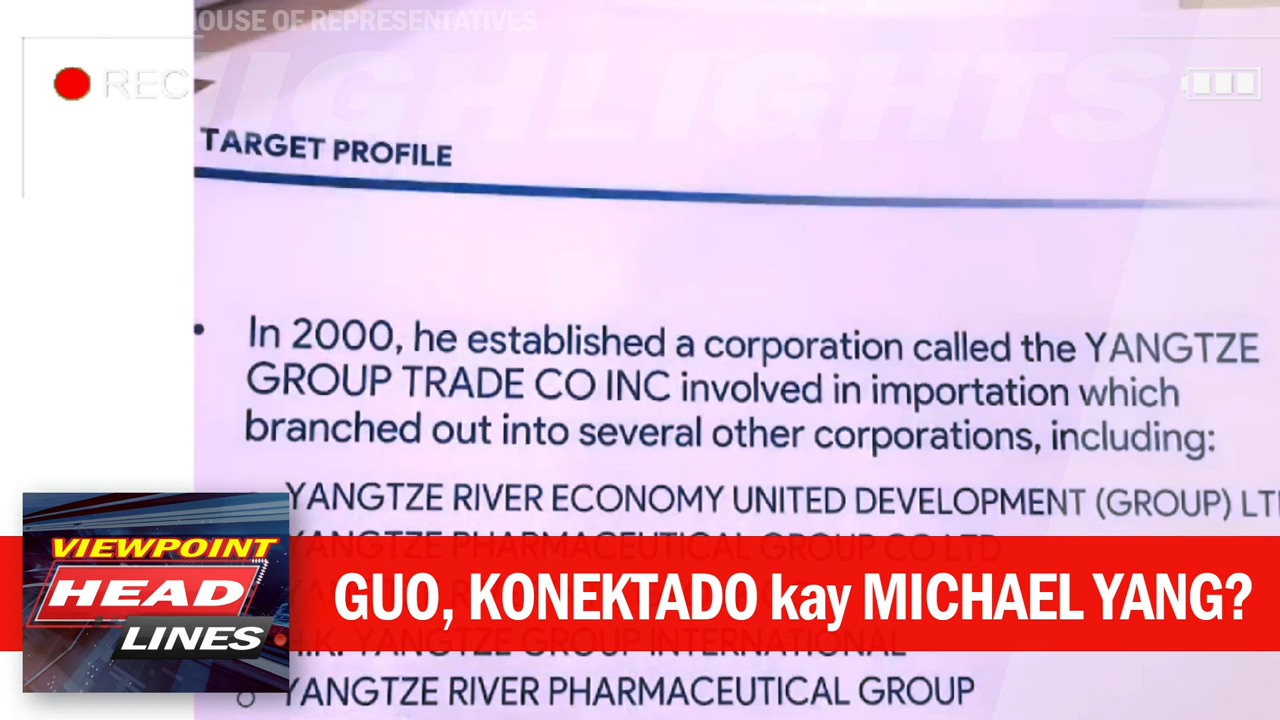 HOUSE OF REPRESENTATIVES
HIGHLIGHTS
REC
TARGET PROFILE
In 2000, he established a corporation called the YANGTZE
GROUP TRADE CO INC involved in importation which
branched out into several other corporations, including:
YANGTZE RIVER ECONOMY UNITED DEVELOPMENT (GROUP)
YANGTZE PHARMACEUTICAL GROUP CO LTD
H.K. YANGTZE GROUP INTERNATIONAL
YANGTZE RIVER PHARMACEUTICAL GROUP
VIEWPOINT
HEAD
LINES
GUO, KONEKTADO kay MICHAEL YANG?